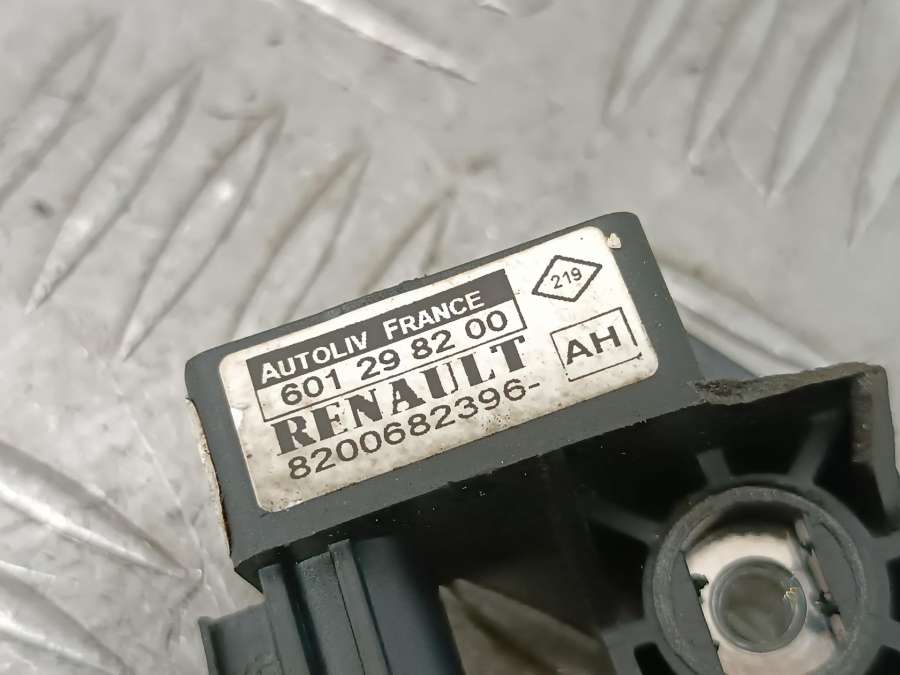 AUTOLIV FRANCE
601 29 82 00
RENAULT
8200682396-
219
AH